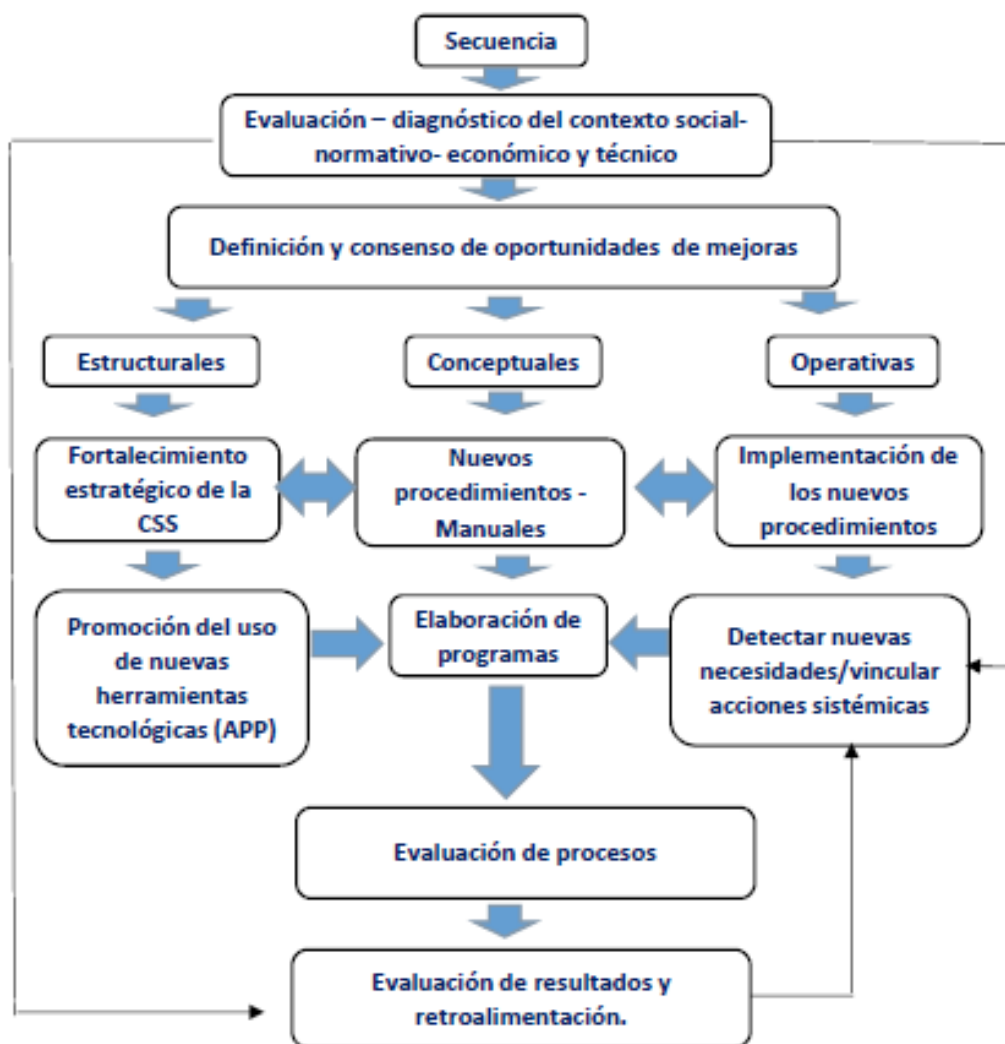 Secuencia
Evaluación – diagnóstico del contexto social-
normativo- económico y técnico
Definición y consenso de oportunidades de mejoras
Estructurales
Conceptuales
Operativas
Fortalecimiento
estratégico de la
CSS
Nuevos
procedimientos -
Manuales
Implementación de
los nuevos
procedimientos
Promoción del uso
de nuevas
herramientas
tecnológicas (APP)
Elaboración de
programas
Detectar nuevas
necesidades/vincular
acciones sistémicas
Evaluación de procesos
Evaluación de resultados y
retroalimentación.